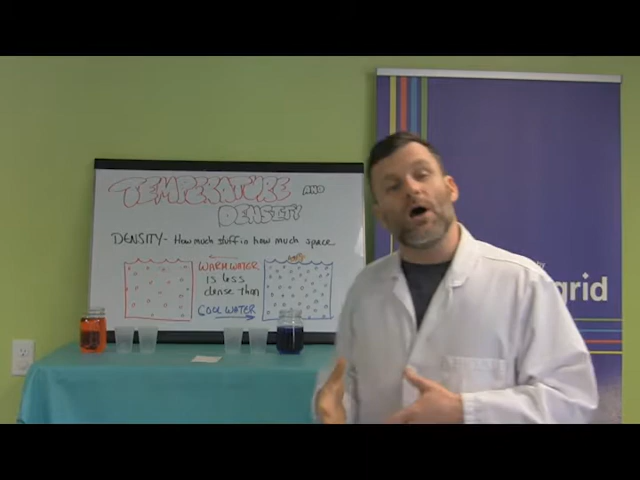 TEMPERATURE AND
DENSITY
DENSITY- How much stuff in how much space
WARM WATER
is less
dense than
COOL WATER
by
grid